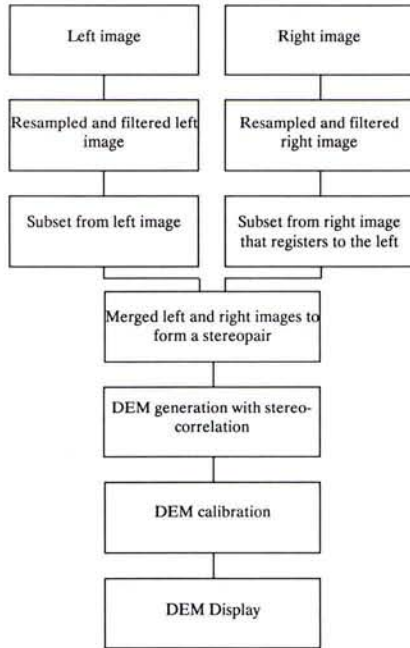 Left image
Right image
Resampled and filtered left
image
Resampled and filtered
right image
Subset from left image
Subset from right image
that registers to the left
Merged left and right images to
form a stereopair
DEM generation with stereo-
correlation
DEM calibration
DEM Display